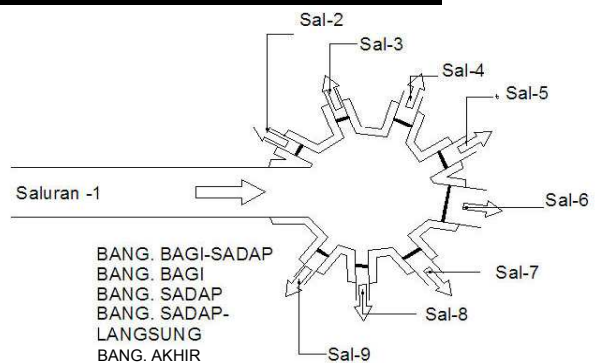 Sal-2
Sal-3
Sal-4
Sal-5
Saluran -1
Sal-6
BANG. BAGI-SADAP
BANG. BAGI
BANG. SADAP
BANG. SADAP-
LANGSUNG
BANG. AKHIR
Sal-7
Sal-8
Sal-9